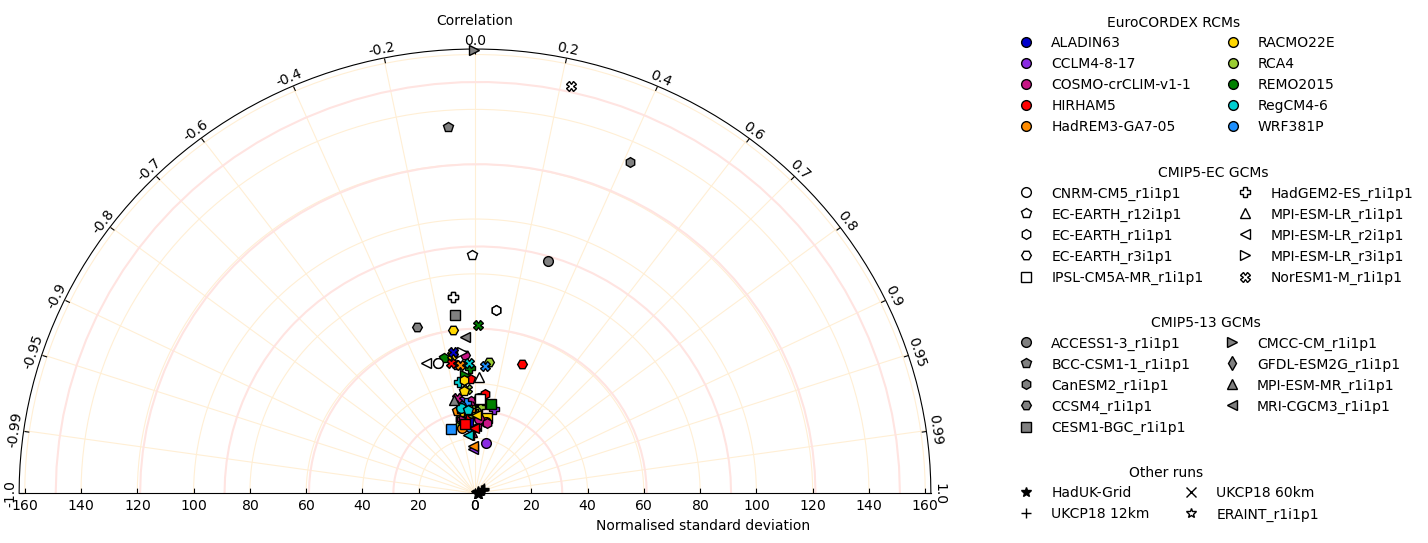 Correlation
0.0
-0.2
0.2
-0.4
0.4
-0.6
0.6
-0.7
0.7
-0.8
0.8
-0.9
0.9
-0.95
0.95
-0.99
0.99
-1.0
1.0
160 140 120 100 80 60 40 20 0 20 40 60 80 100 120 140 160
Normalised standard deviation
EuroCORDEX RCMs
ALADIN63
CCLM4-8-17
COSMO-crCLIM-v1-1
HIRHAM5
HadREM3-GA7-05
RACMO22E
RCA4
REMO2015
RegCM4-6
WRF381P
CMIP5-EC GCMs
CNRM-CM5_r1i1p1
EC-EARTH_r12i1p1
EC-EARTH_r1i1p1
EC-EARTH_r3i1p1
IPSL-CM5A-MR_r1i1p1
HadGEM2-ES_r1i1p1
MPI-ESM-LR_r1i1p1
MPI-ESM-LR_r2i1p1
MPI-ESM-LR_r3i1p1
NorESM1-M_r1i1p1
CMIP5-13 GCMs
ACCESS1-3_r1i1p1
BCC-CSM1-1_r1i1p1
CanESM2_r1i1p1
CCSM4_r1i1p1
CESM1-BGC_r1i1p1
CMCC-CM_r1i1p1
GFDL-ESM2G_r1i1p1
MPI-ESM-MR_r1i1p1
MRI-CGCM3_r1i1p1
Other runs
HadUK-Grid
UKCP18 12km
UKCP18 60km
ERAINT_r1i1p1